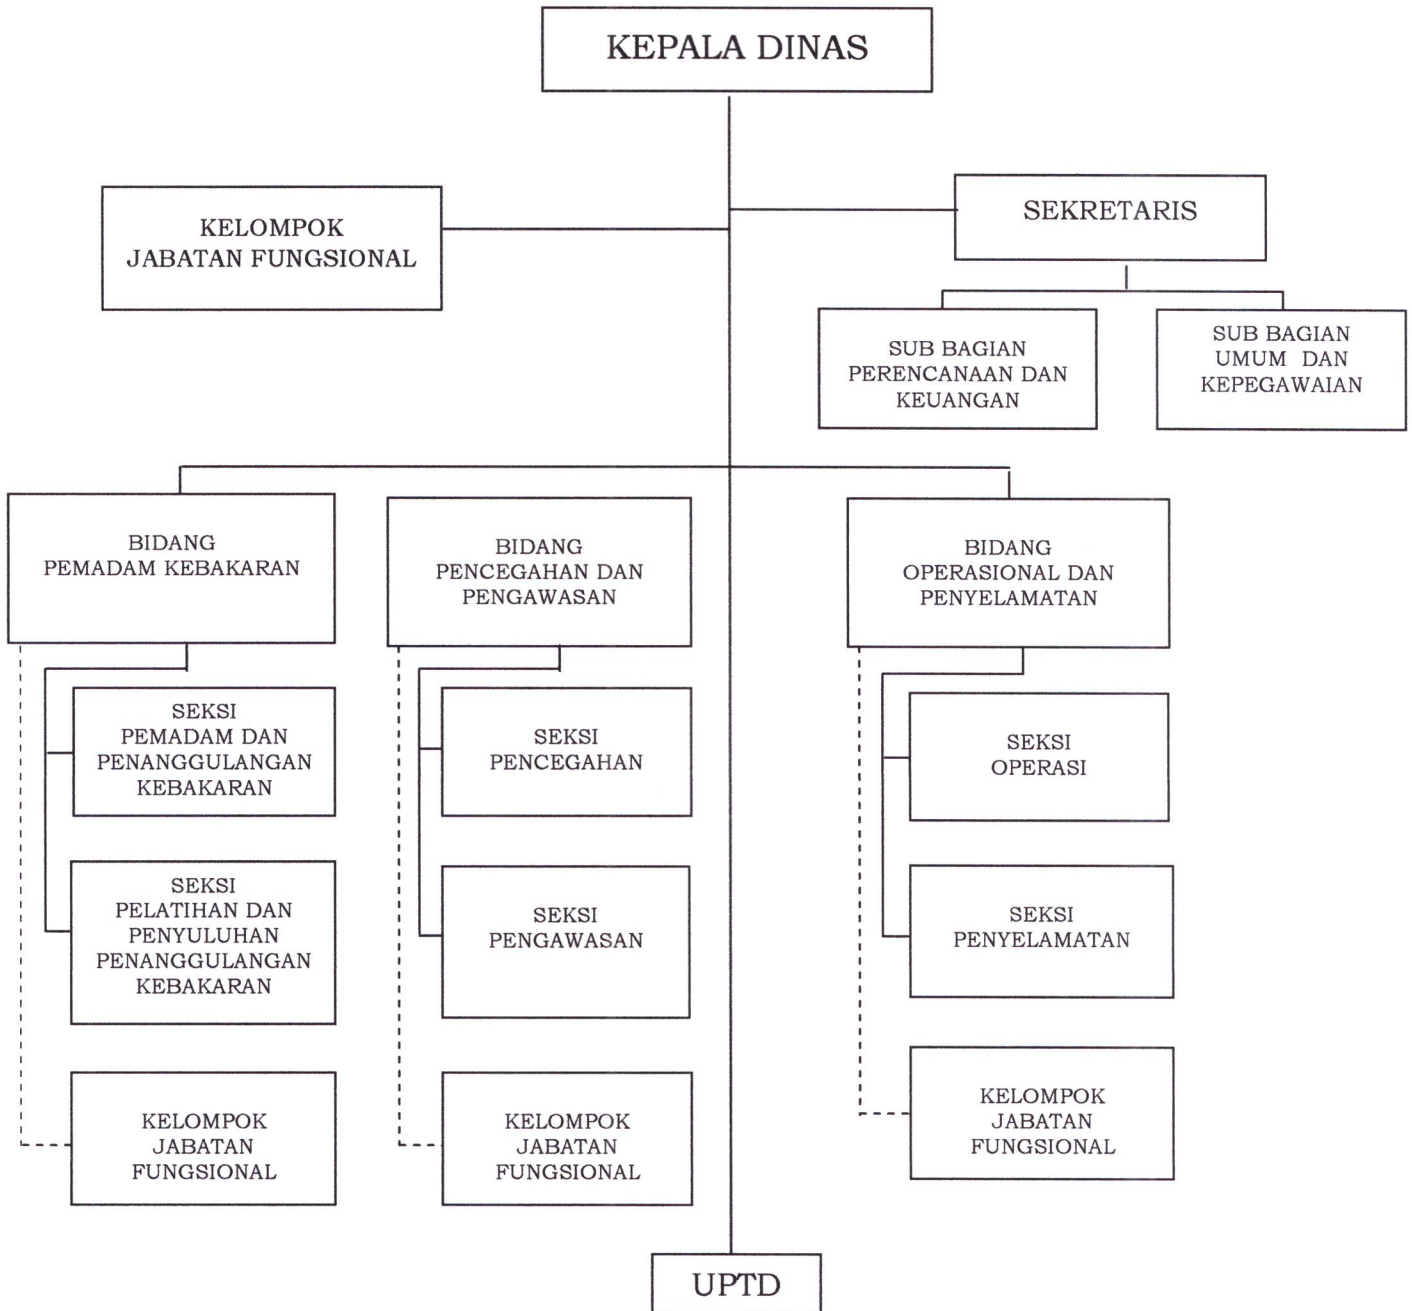 KEPALA DINAS
KELOMPOK
JABATAN FUNGSIONAL
SEKRETARIS
SUB BAGIAN
PERENCANAAN DAN
KEUANGAN
SUB BAGIAN
UMUM DAN
KEPEGAWAIAN
BIDANG
PEMADAM KEBAKARAN
BIDANG
PENCEGAHAN DAN
PENGAWASAN
BIDANG
OPERASIONAL DAN
PENYELAMATAN
SEKSI
PEMADAM DAN
PENANGGULANGAN
KEBAKARAN
SEKSI
PENCEGAHAN
SEKSI
OPERASI
SEKSI
PELATIHAN DAN
PENYULUHAN
PENANGGULANGAN
KEBAKARAN
SEKSI
PENGAWASAN
SEKSI
PENYELAMATAN
KELOMPOK
JABATAN
FUNGSIONAL
KELOMPOK
JABATAN
FUNGSIONAL
KELOMPOK
JABATAN
FUNGSIONAL
UPTD